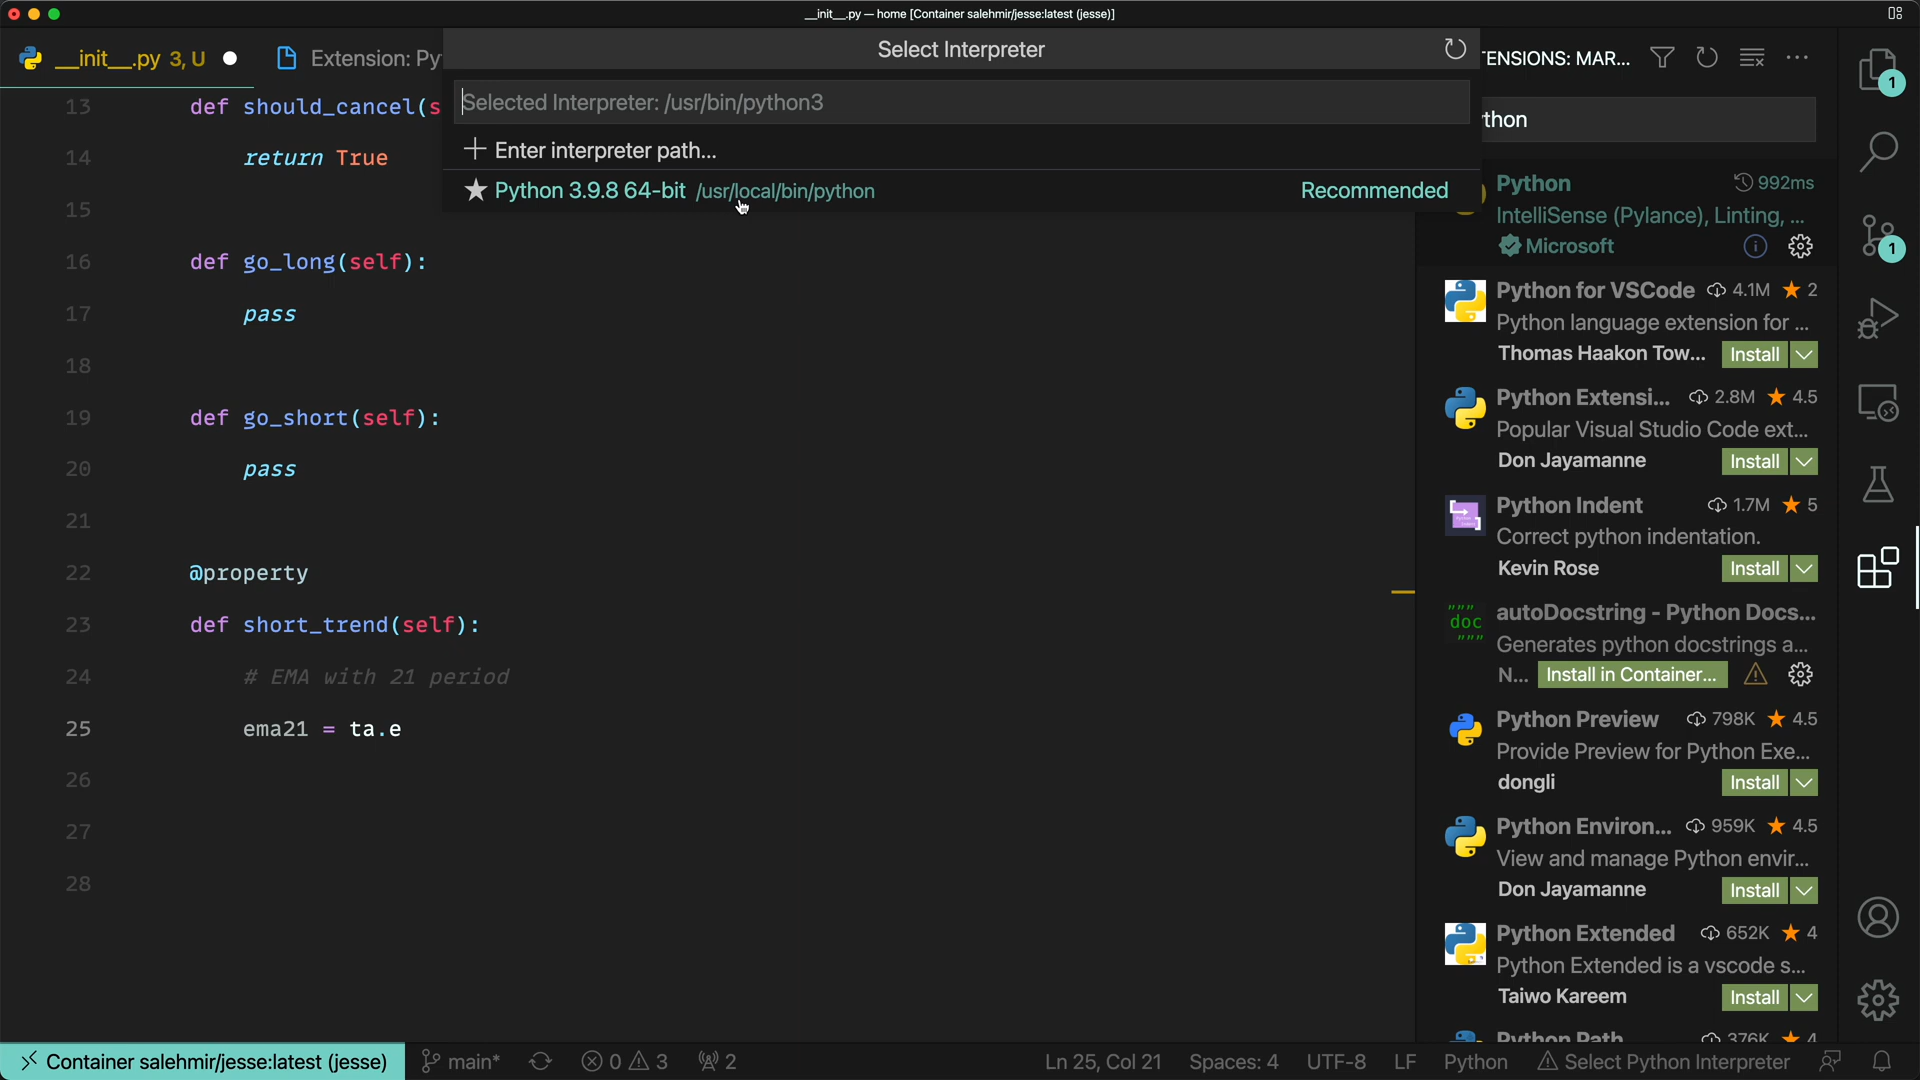 __init__.py — home [Container salehmir/jesse:latest (jesse)]
__init__.py 3, U
Extension: Py
Select Interpreter
Selected Interpreter: /usr/bin/python3
Enter interpreter path...
Python 3.9.8 64-bit /usr/local/bin/python Recommended
13 def should_cancel(s
14 return True
15
16 def go_long(self):
17 pass
18
19 def go_short(self):
20 pass
21
22 @property
23 def short_trend(self):
24 # EMA with 21 period
25 ema21 = ta.e
26
27
28
TENSIONS: MAR...
thon
Python 992ms
IntelliSense (Pylance), Linting, ...
Microsoft
Python for VSCode 4.1M 2
Python language extension for ...
Thomas Haakon Tow... Install
Python Extensi... 2.8M 4.5
Popular Visual Studio Code ext...
Don Jayamanne Install
Python Indent 1.7M 5
Correct python indentation.
Kevin Rose Install
""" doc """
autoDocstring - Python Docs...
Generates python docstrings a...
N... Install in Container...
Python Preview 798K 4.5
Provide Preview for Python Exe...
dongli Install
Python Environ... 959K 4.5
View and manage Python envir...
Don Jayamanne Install
Python Extended 652K 4
Python Extended is a vscode s...
Taiwo Kareem Install
Python Path 376K 4
1
1
Container salehmir/jesse:latest (jesse) main* 0 3 2 Ln 25, Col 21 Spaces: 4 UTF-8 LF Python Select Python Interpreter